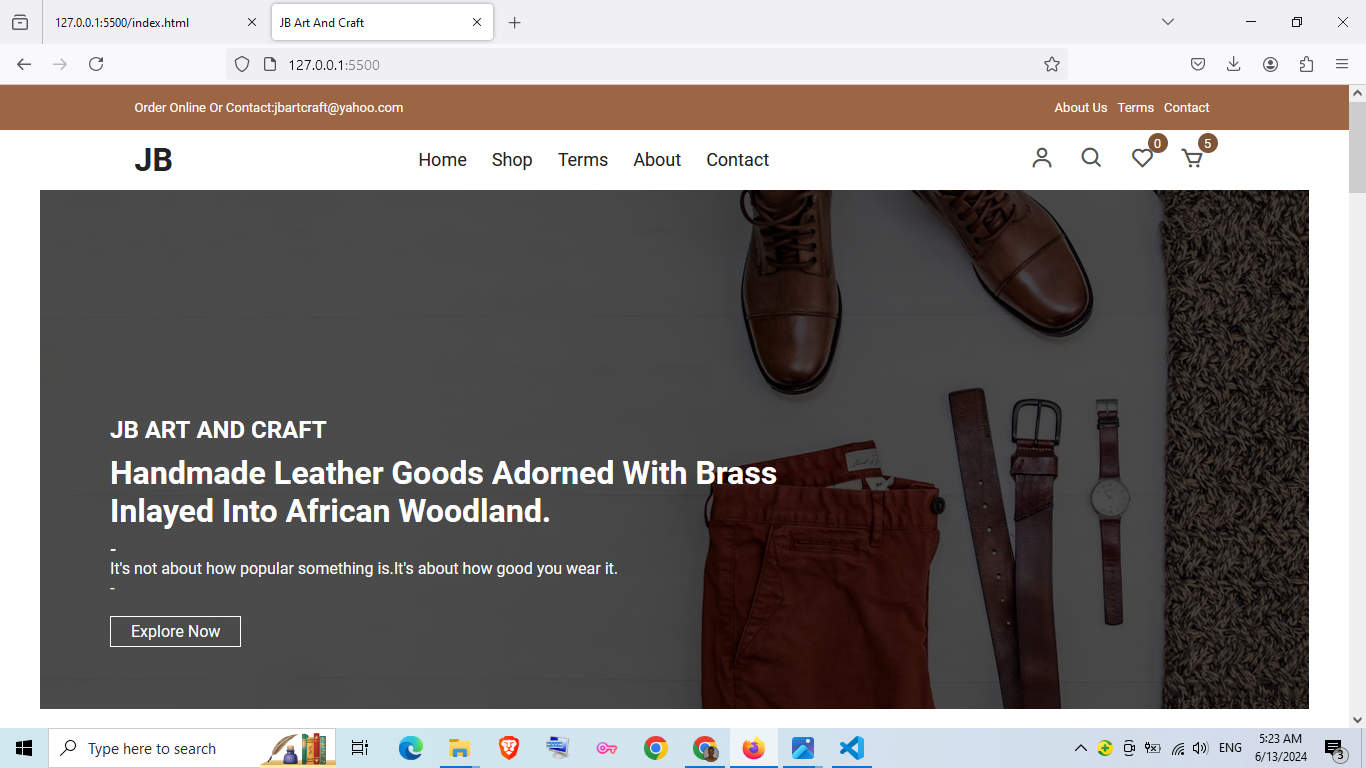 127.0.0.1:5500/index.html
JB Art And Craft
127.0.0.1:5500
Order Online Or Contact:jbartcraft@yahoo.com
About Us Terms Contact
JB
Home Shop Terms About Contact
0
5
JB ART AND CRAFT
Handmade Leather Goods Adorned With Brass
Inlayed Into African Woodland.
-
It's not about how popular something is.It's about how good you wear it.
-
Explore Now
Type here to search
ENG
5:23 AM
6/13/2024
3